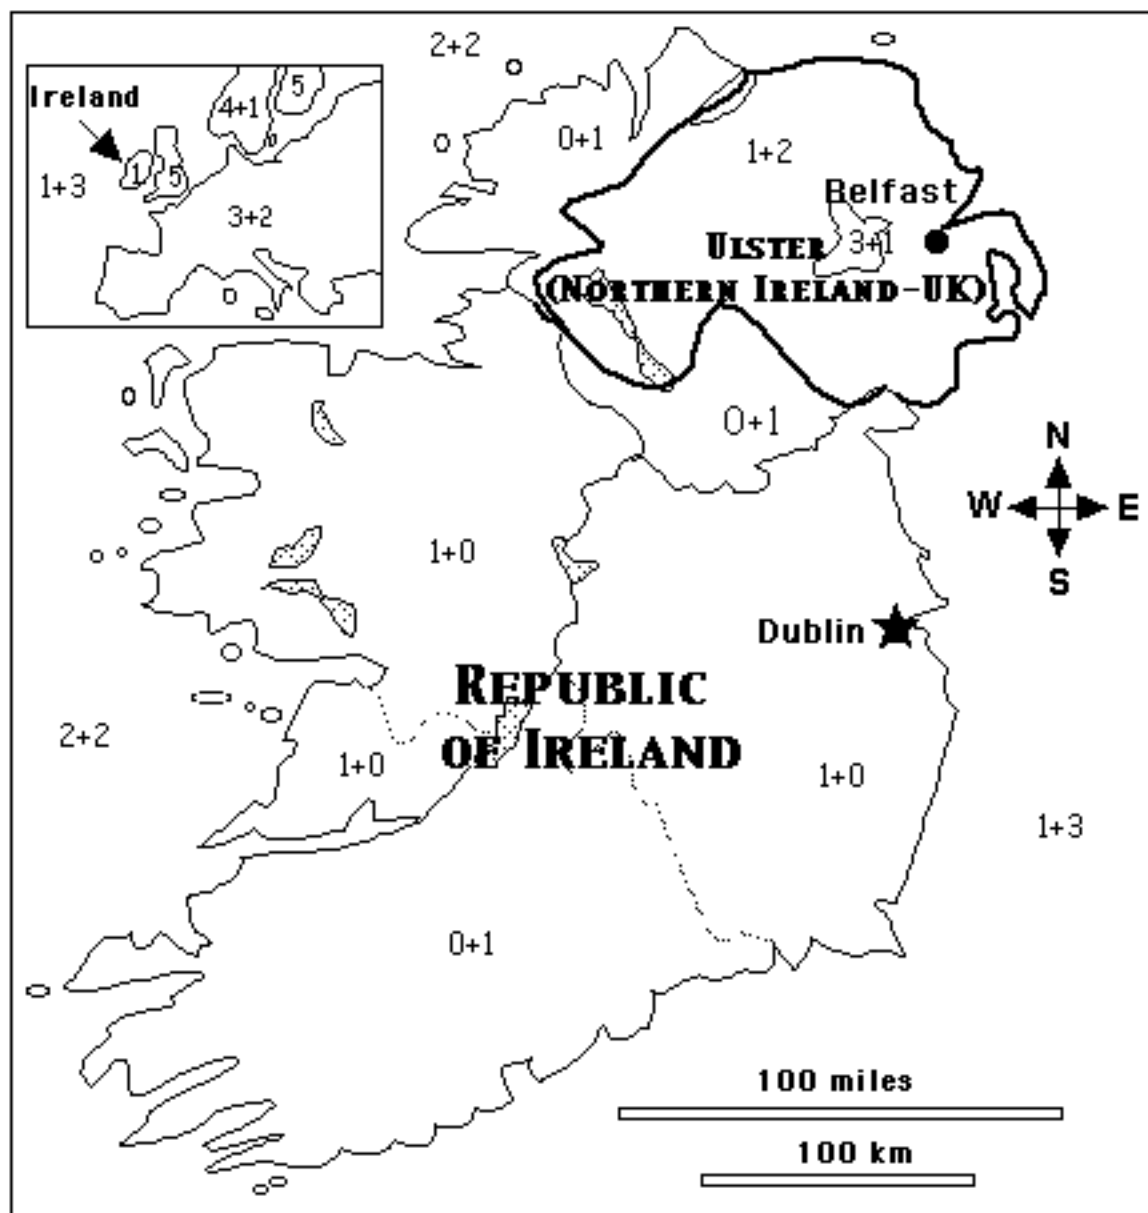 2+2
Ireland
5
4+1
0+1
1+2
1+3
1
5
Belfast
3+2
ULSTER
3+1
(NORTHERN IRELAND-UK)
0+1
N
W
E
1+0
S
Dublin
REPUBLIC
OF IRELAND
2+2
1+0
1+0
1+3
0+1
100 miles
100 km